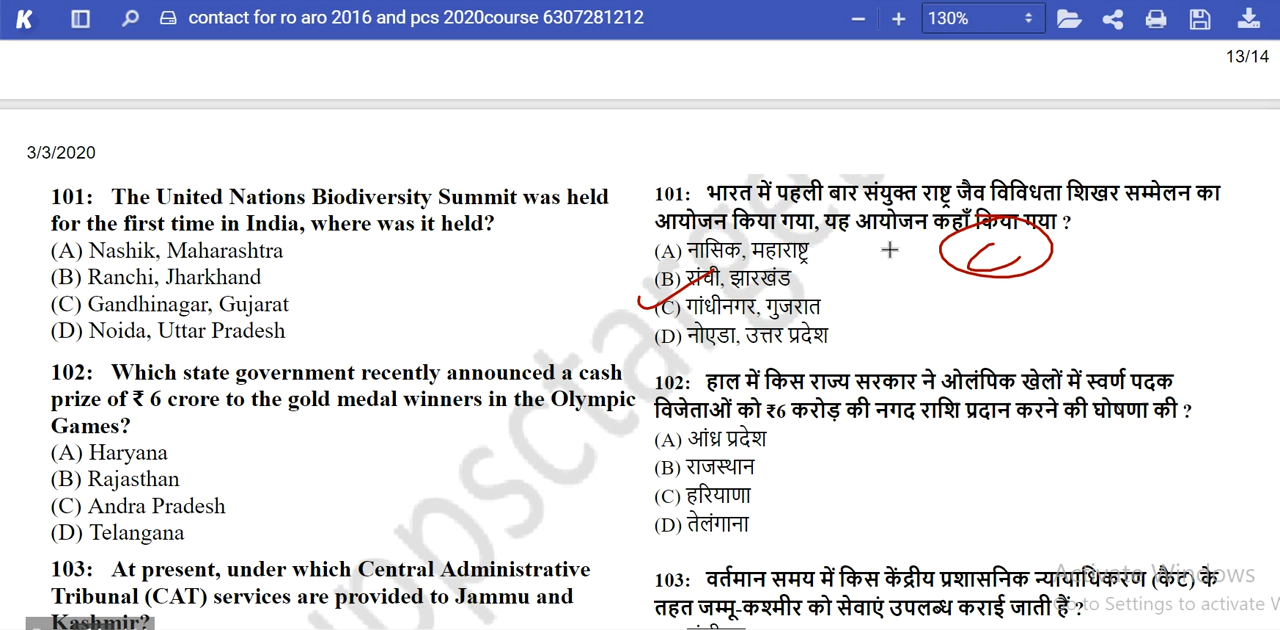 K contact for ro aro 2016 and pcs 2020course 6307281212 130%
13/14
3/3/2020
101: The United Nations Biodiversity Summit was held
for the first time in India, where was it held?
(A) Nashik, Maharashtra
(B) Ranchi, Jharkhand
(C) Gandhinagar, Gujarat
(D) Noida, Uttar Pradesh
102: Which state government recently announced a cash
prize of ₹ 6 crore to the gold medal winners in the Olympic
Games?
(A) Haryana
(B) Rajasthan
(C) Andra Pradesh
(D) Telangana
103: At present, under which Central Administrative
Tribunal (CAT) services are provided to Jammu and
Kashmir?
101: भारत में पहली बार संयुक्त राष्ट्र जैव विविधता शिखर सम्मेलन का
आयोजन किया गया, यह आयोजन कहाँ किया गया ?
(A) नासिक, महाराष्ट्र
(B) रांची, झारखंड
(C) गांधीनगर, गुजरात
(D) नोएडा, उत्तर प्रदेश
C
102: हाल में किस राज्य सरकार ने ओलंपिक खेलों में स्वर्ण पदक
विजेताओं को ₹6 करोड़ की नगद राशि प्रदान करने की घोषणा की ?
(A) आंध्र प्रदेश
(B) राजस्थान
(C) हरियाणा
(D) तेलंगाना
103: वर्तमान समय में किस केंद्रीय प्रशासनिक न्यायाधिकरण (कैट) के
तहत जम्मू-कश्मीर को सेवाएं उपलब्ध कराई जाती हैं ?
Activate Windows
Go to Settings to activate W